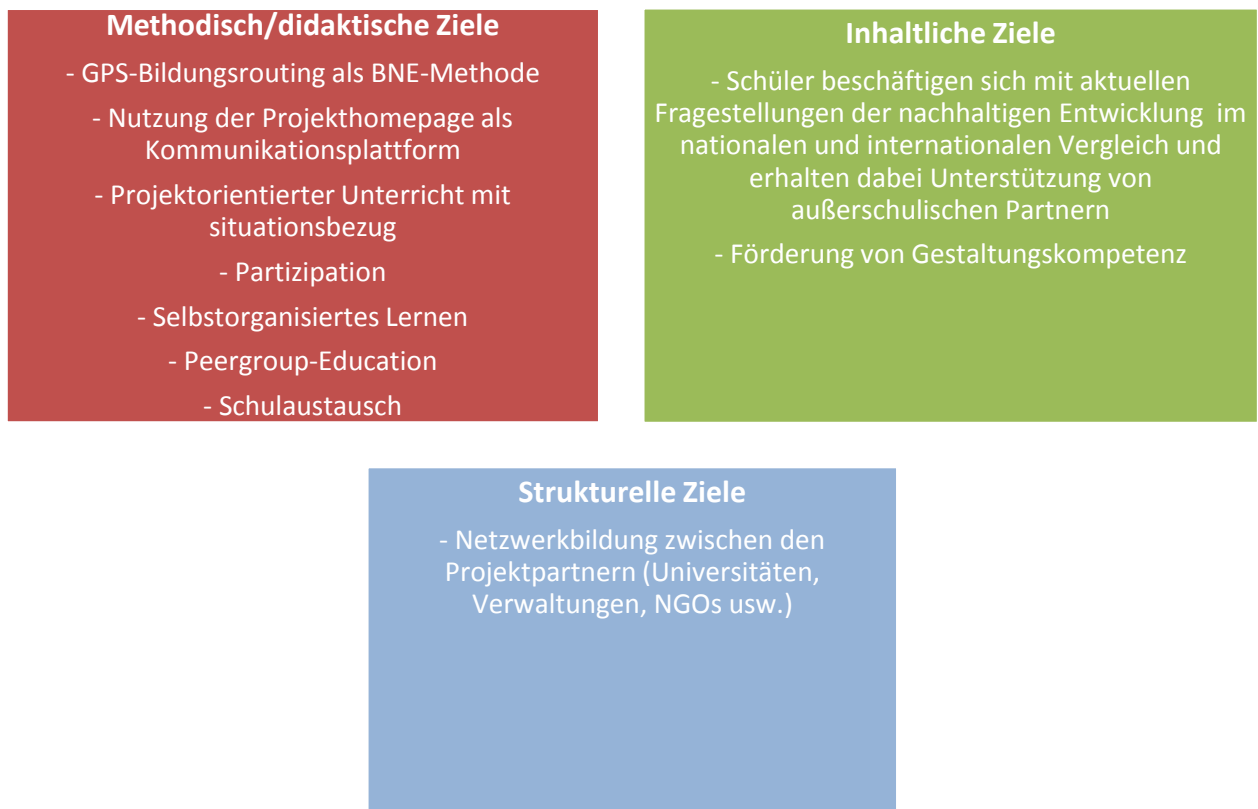 Methodisch/didaktische Ziele
- GPS-Bildungsrouting als BNE-Methode
- Nutzung der Projekthomepage als
Kommunikationsplattform
- Projektorientierter Unterricht mit
situationsbezug
- Partizipation
- Selbstorganisiertes Lernen
- Peergroup-Education
- Schulaustausch
Inhaltliche Ziele
- Schüler beschäftigen sich mit aktuellen
Fragestellungen der nachhaltigen Entwicklung im
nationalen und internationalen Vergleich und
erhalten dabei Unterstützung von
außerschulischen Partnern
- Förderung von Gestaltungskompetenz
Strukturelle Ziele
- Netzwerkbildung zwischen den
Projektpartnern (Universitäten,
Verwaltungen, NGOs usw.)